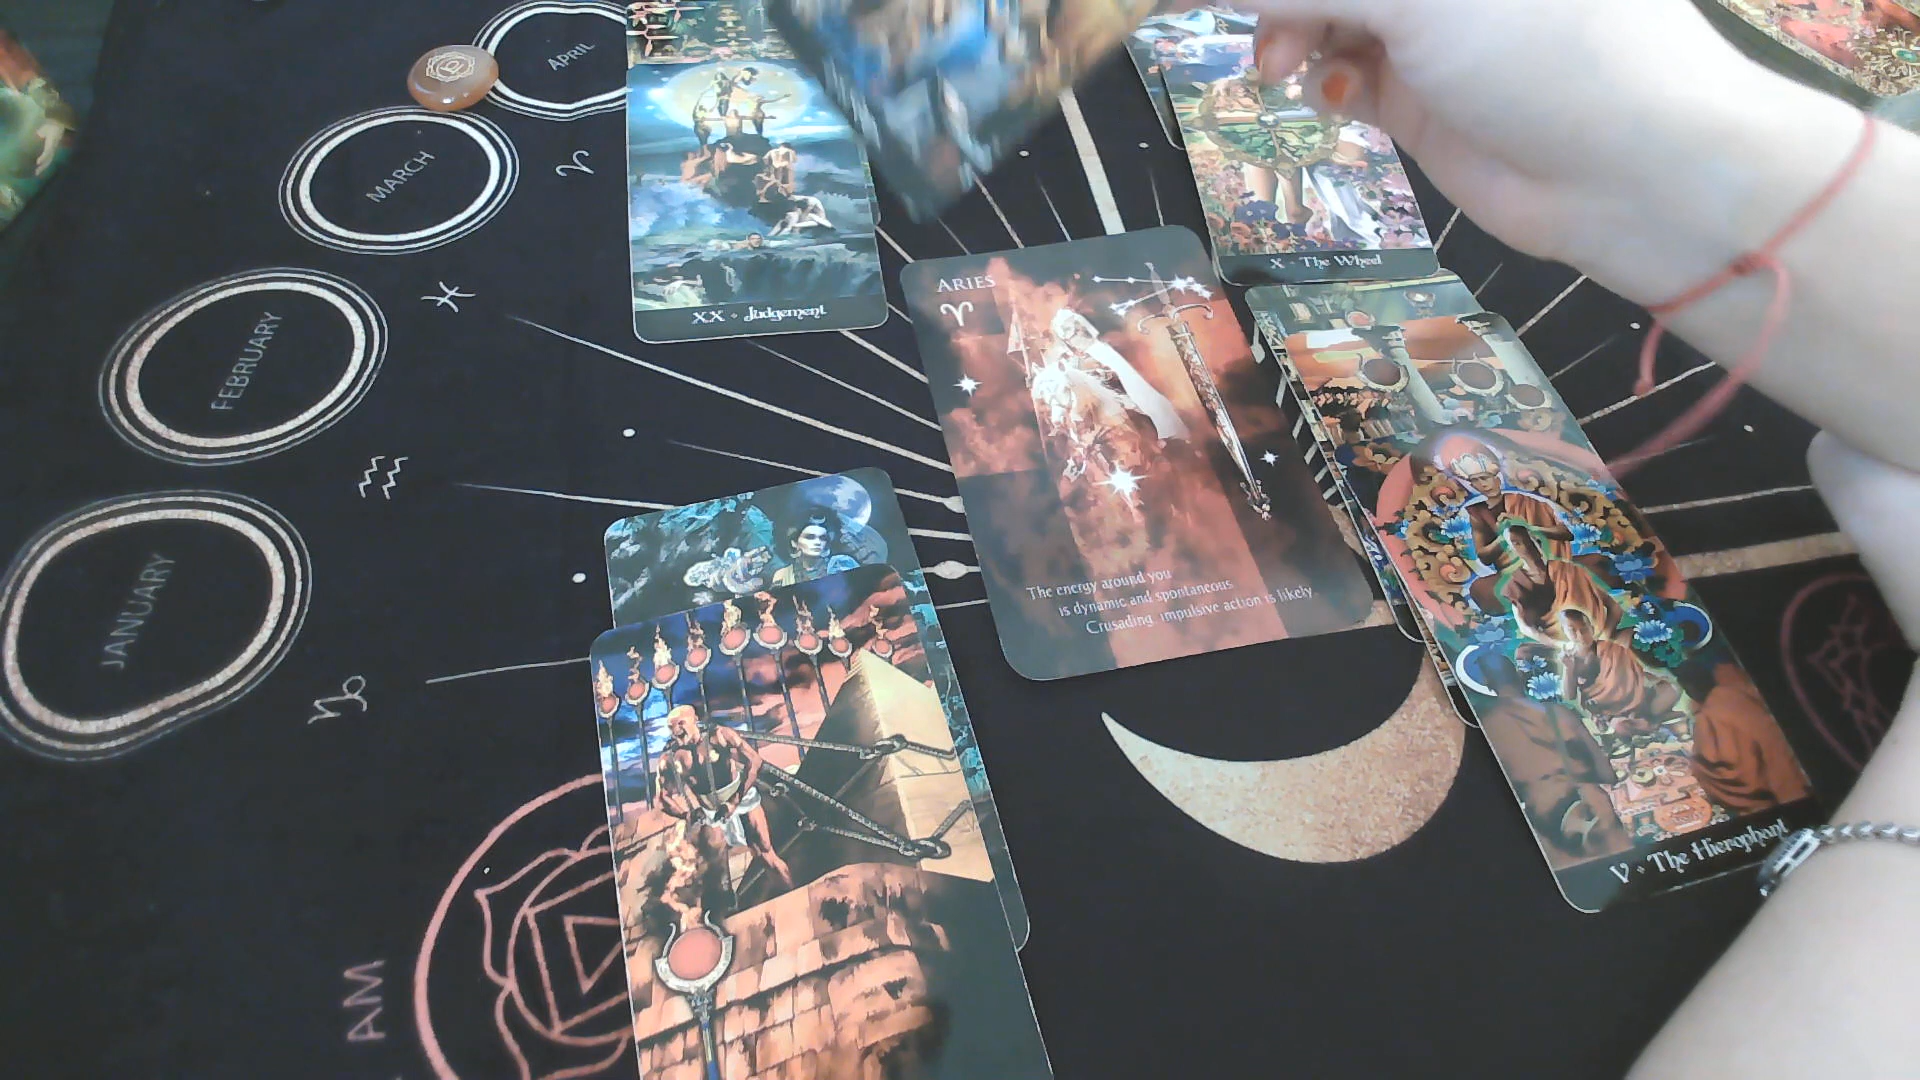 APRIL
MARCH
FEBRUARY
JANUARY
AM
XX • Judgement
X • The Wheel
ARIES
The energy around you
is dynamic and spontaneous.
Crusading, impulsive action is likely.
V • The Hierophant